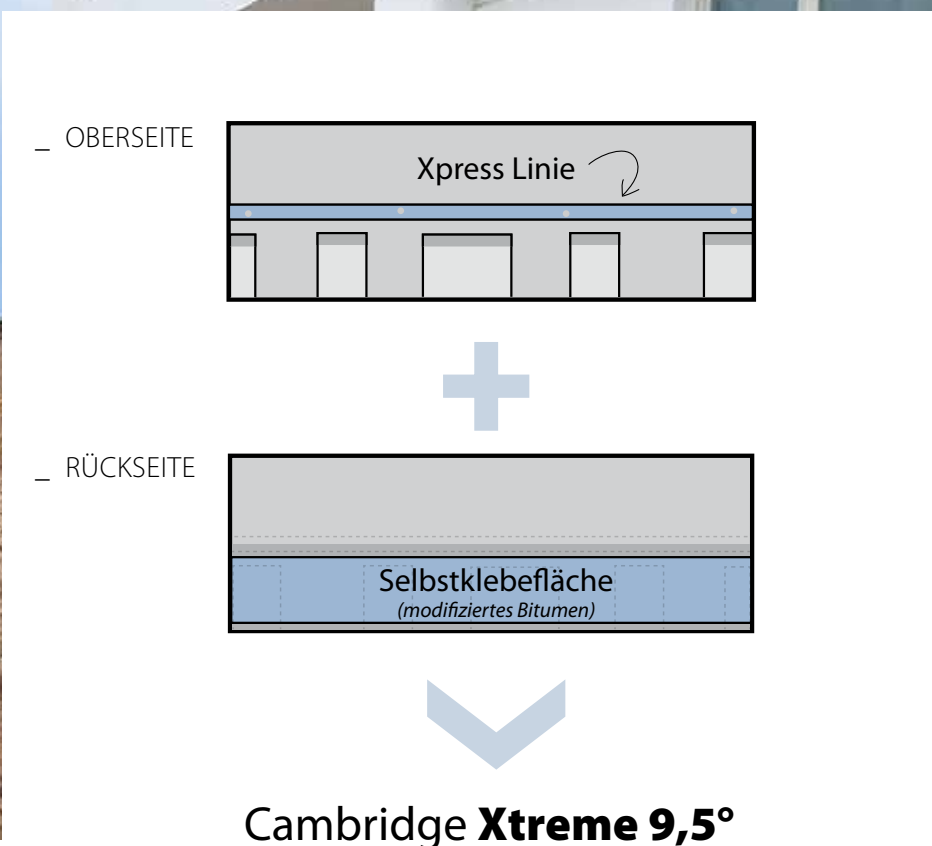 _ OBERSEITE
Xpress Linie
_ RÜCKSEITE
Selbstklebefläche
(modifiziertes Bitumen)
Cambridge Xtreme 9,5°